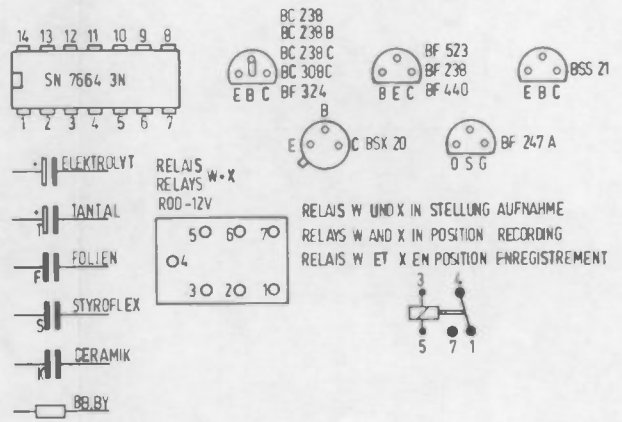 14 13 12 11 10 9 8
SN 7664 3N
1 2 3 4 5 6 7
BC 238
BC 238 B
BC 238 C
BC 308C
BF 324
E B C
BF 523
BF 238
BF 440
B E C
BSS 21
E B C
B
E C BSX 20
BF 247 A
D S G
+ ELEKTROLYT
+ TANTAL
T
FOLIEN
F
STYROFLEX
S
CERAMIK
K
BB.BY
RELAIS
RELAYS W+X
ROD-12V
5 6 7
4
3 2 1
RELAIS W UND X IN STELLUNG AUFNAHME
RELAYS W AND X IN POSITION RECORDING
RELAIS W ET X EN POSITION ENREGISTREMENT
3 4
5 7 1